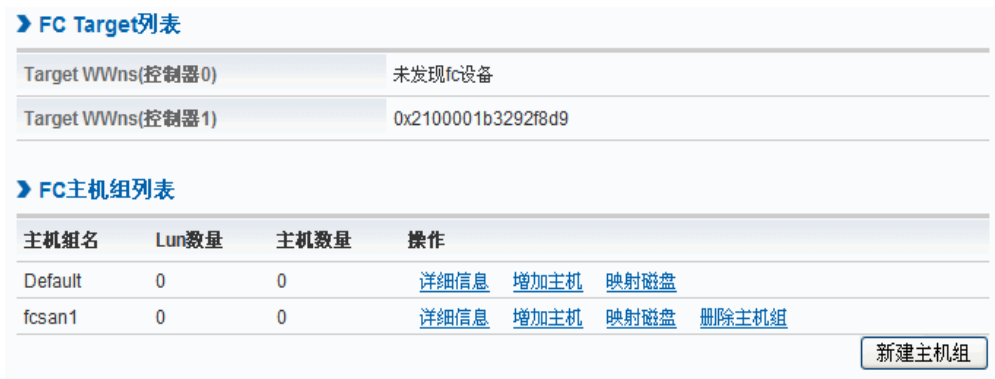 FC Target列表
Target WWns(控制器0) 未发现fc设备
Target WWns(控制器1) 0x2100001b3292f8d9
FC主机组列表
主机组名 Lun数量 主机数量 操作
Default 0 0 详细信息 增加主机 映射磁盘
fcsan1 0 0 详细信息 增加主机 映射磁盘 删除主机组
新建主机组